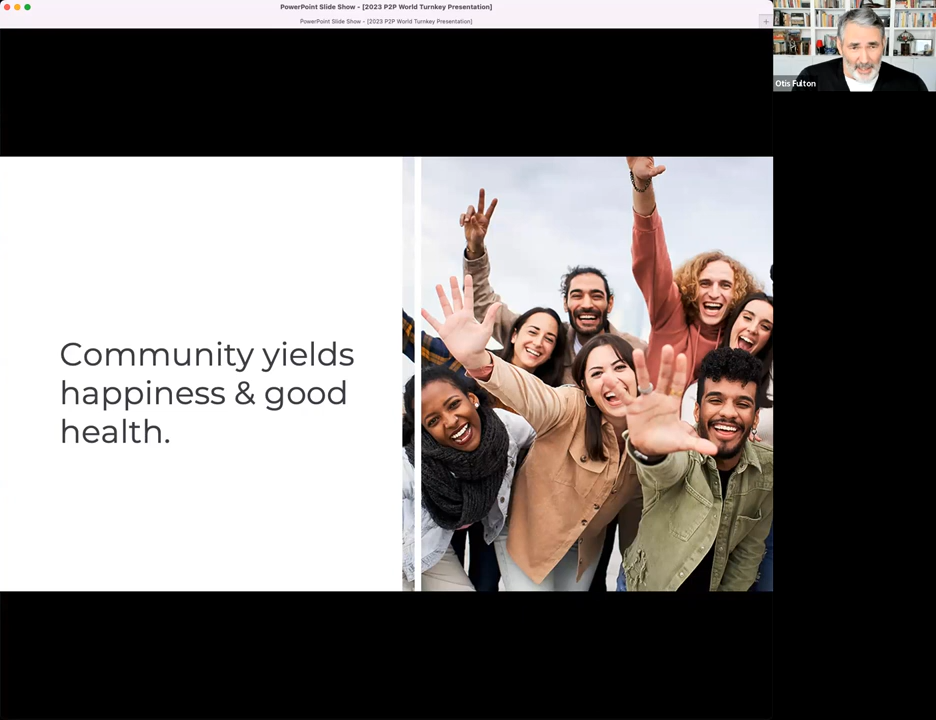 PowerPoint Slide Show - [2023 P2P World Turnkey Presentation]
PowerPoint Slide Show - [2023 P2P World Turnkey Presentation]
+
Otis Fulton
Community yields
happiness & good
health.